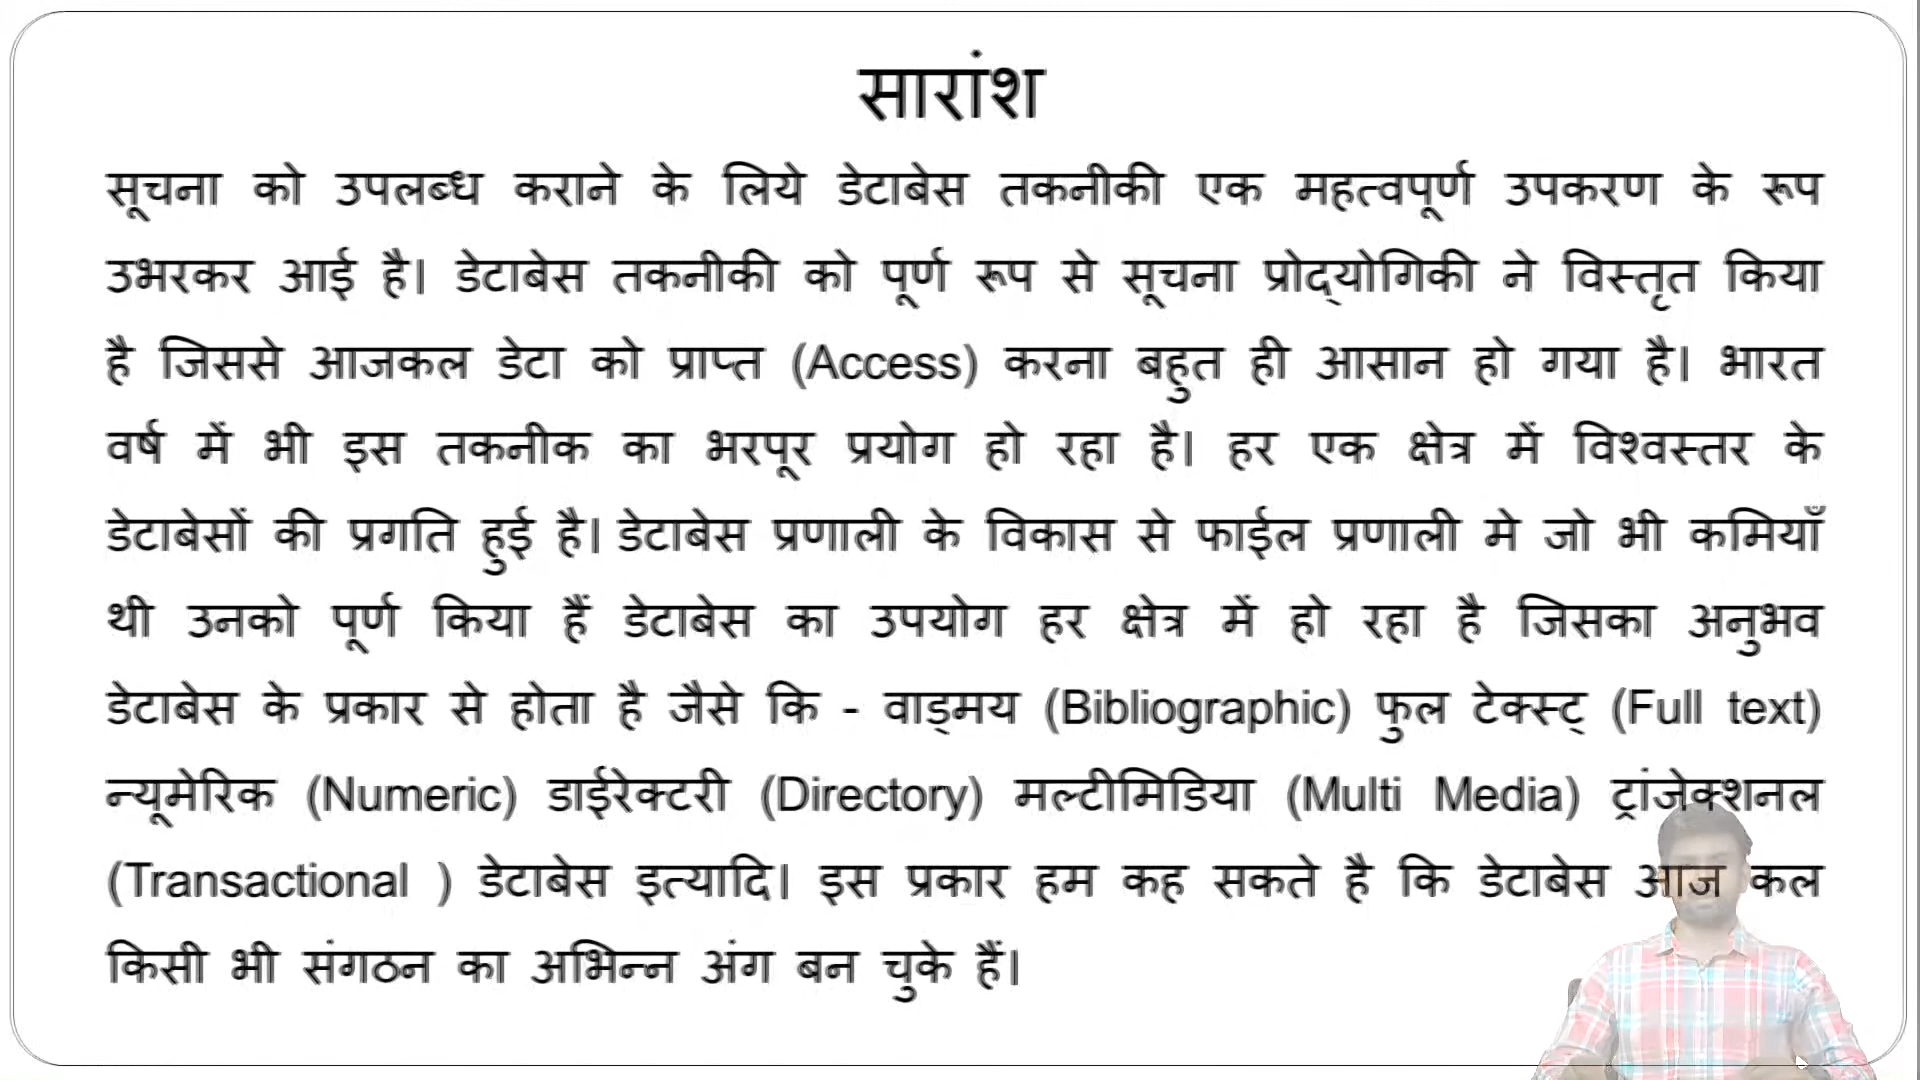 सारांश
सूचना को उपलब्ध कराने के लिये डेटाबेस तकनीकी एक महत्वपूर्ण उपकरण के रूप
उभरकर आई है। डेटाबेस तकनीकी को पूर्ण रूप से सूचना प्रोद्‌योगिकी ने विस्तृत किया
है जिससे आजकल डेटा को प्राप्त (Access) करना बहुत ही आसान हो गया है। भारत
वर्ष में भी इस तकनीक का भरपूर प्रयोग हो रहा है। हर एक क्षेत्र में विश्वस्तर के
डेटाबेसों की प्रगति हुई है। डेटाबेस प्रणाली के विकास से फाईल प्रणाली मे जो भी कमियाँ
थी उनको पूर्ण किया हैं डेटाबेस का उपयोग हर क्षेत्र में हो रहा है जिसका अनुभव
डेटाबेस के प्रकार से होता है जैसे कि - वाड्मय (Bibliographic) फुल टेक्स्ट् (Full text)
न्यूमेरिक (Numeric) डाईरेक्टरी (Directory) मल्टीमिडिया (Multi Media) ट्रांजेक्शनल
(Transactional ) डेटाबेस इत्यादि। इस प्रकार हम कह सकते है कि डेटाबेस आज कल
किसी भी संगठन का अभिन्न अंग बन चुके हैं।